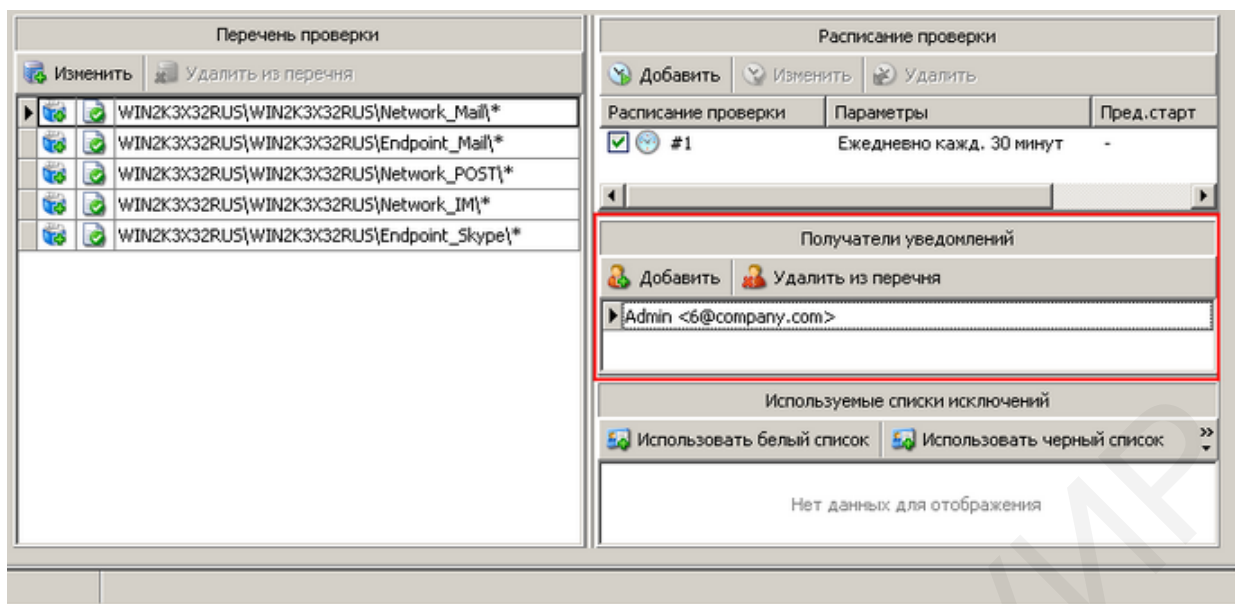 Перечень проверки
Изменить Удалить из перечня
WIN2K3X32RUS\WIN2K3X32RUS\Network_Mail\*
WIN2K3X32RUS\WIN2K3X32RUS\Endpoint_Mail\*
WIN2K3X32RUS\WIN2K3X32RUS\Network_POST\*
WIN2K3X32RUS\WIN2K3X32RUS\Network_IM\*
WIN2K3X32RUS\WIN2K3X32RUS\Endpoint_Skype\*
Расписание проверки
Добавить Изменить Удалить
Расписание проверки Параметры Пред.старт
#1 Ежедневно кажд. 30 минут -
Получатели уведомлений
Добавить Удалить из перечня
Admin <6@company.com>
Используемые списки исключений
Использовать белый список Использовать черный список »
Нет данных для отображения